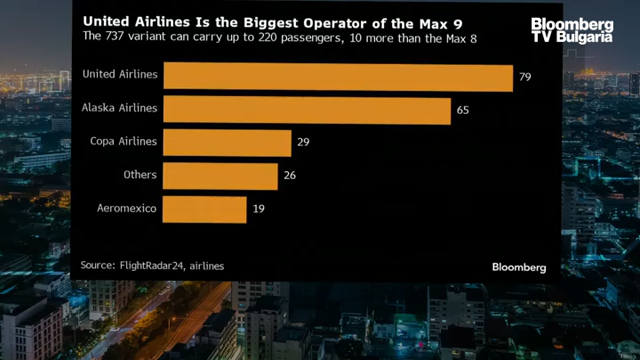 United Airlines Is the Biggest Operator of the Max 9
The 737 variant can carry up to 220 passengers, 10 more than the Max 8
Bloomberg
TV Bulgaria
United Airlines 79
Alaska Airlines 65
Copa Airlines 29
Others 26
Aeromexico 19
Source: FlightRadar24, airlines
Bloomberg